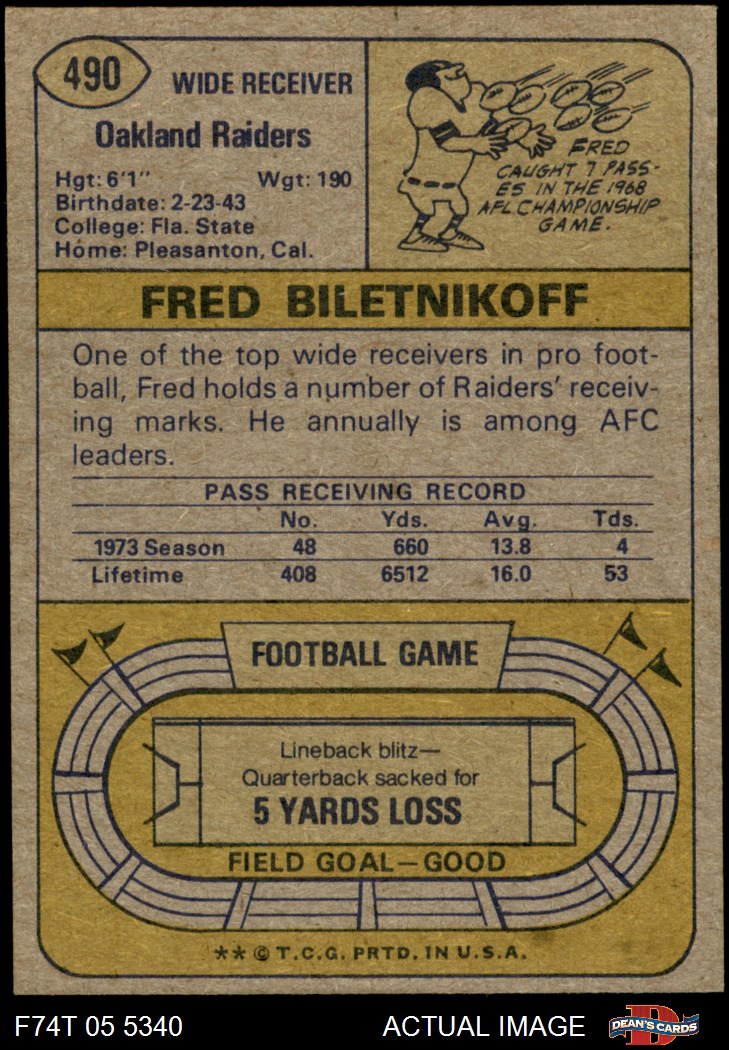 490
WIDE RECEIVER
Oakland Raiders
Hgt: 6'1" Wgt: 190
Birthdate: 2-23-43
College: Fla. State
Home: Pleasanton, Cal.
FRED
CAUGHT 7 PASS-
ES IN THE 1968
AFL CHAMPIONSHIP
GAME.
FRED BILETNIKOFF
One of the top wide receivers in pro foot-
ball, Fred holds a number of Raiders' receiv-
ing marks. He annually is among AFC
leaders.
PASS RECEIVING RECORD
No. Yds. Avg. Tds.
1973 Season 48 660 13.8 4
Lifetime 408 6512 16.0 53
FOOTBALL GAME
Lineback blitz—
Quarterback sacked for
5 YARDS LOSS
FIELD GOAL—GOOD
** © T.C.G. PRTD. IN U.S.A.
F74T 05 5340 ACTUAL IMAGE
D
DEAN'S CARDS